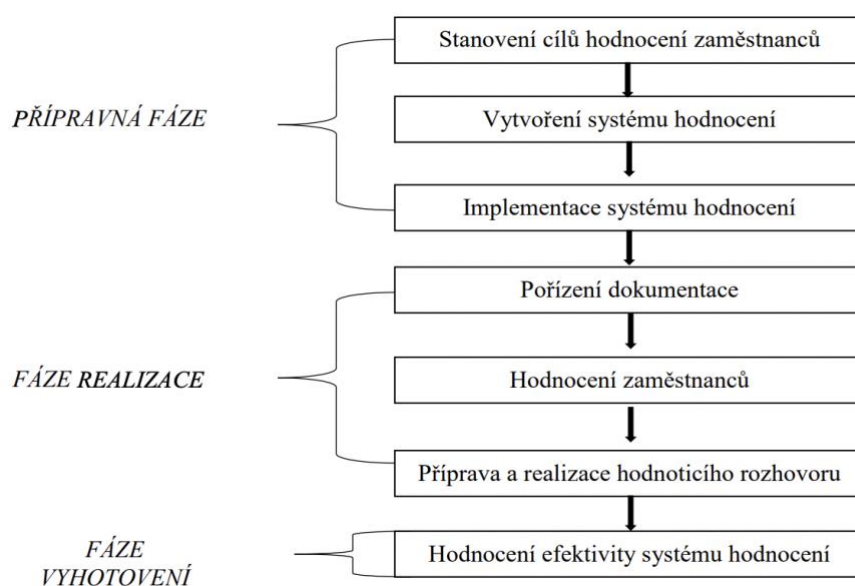 Stanovení cílů hodnocení zaměstnanců
PŘÍPRAVNÁ FÁZE
Vytvoření systému hodnocení
Implementace systému hodnocení
Pořízení dokumentace
FÁZE REALIZACE
Hodnocení zaměstnanců
Příprava a realizace hodnoticího rozhovoru
FÁZE
VYHOTOVENÍ
Hodnocení efektivity systému hodnocení